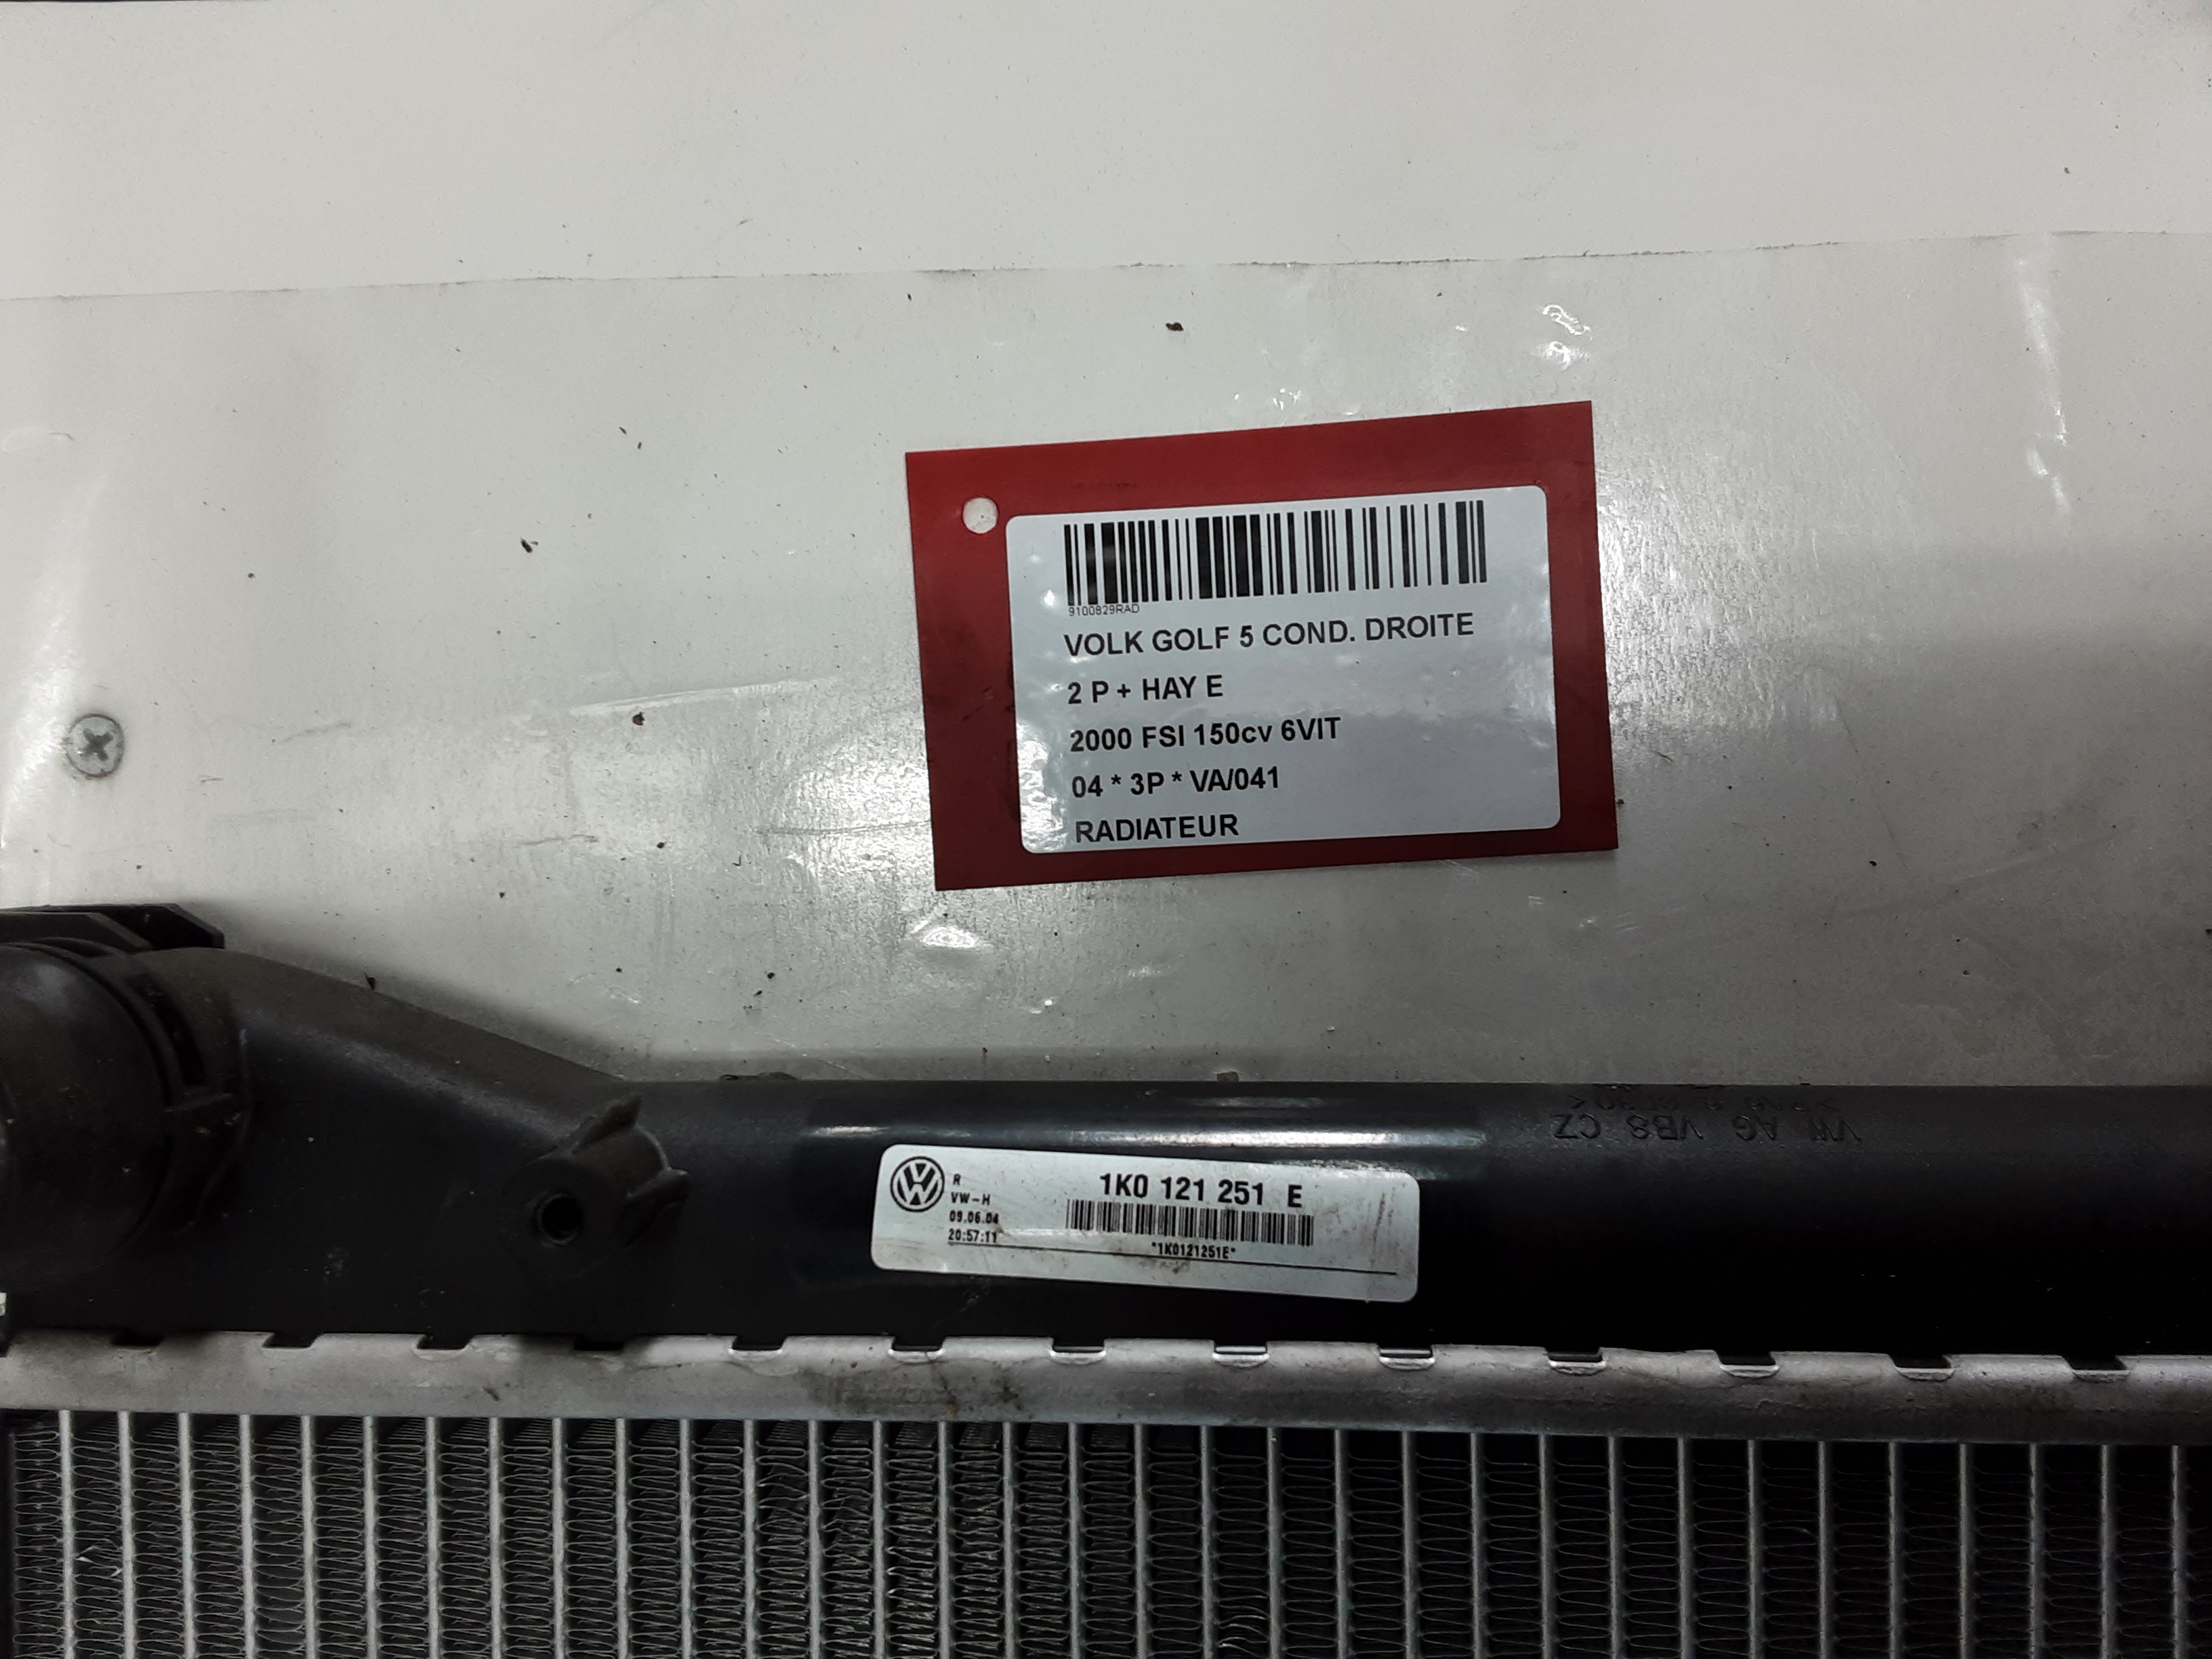 9100829RAD
VOLK GOLF 5 COND. DROITE
2 P + HAY E
2000 FSI 150cv 6VIT
04 * 3P * VA/041
RADIATEUR
VW AG VBS CZ
R
VW-H
09.06.04
20:57:11
1K0 121 251 E
*1K0121251E*